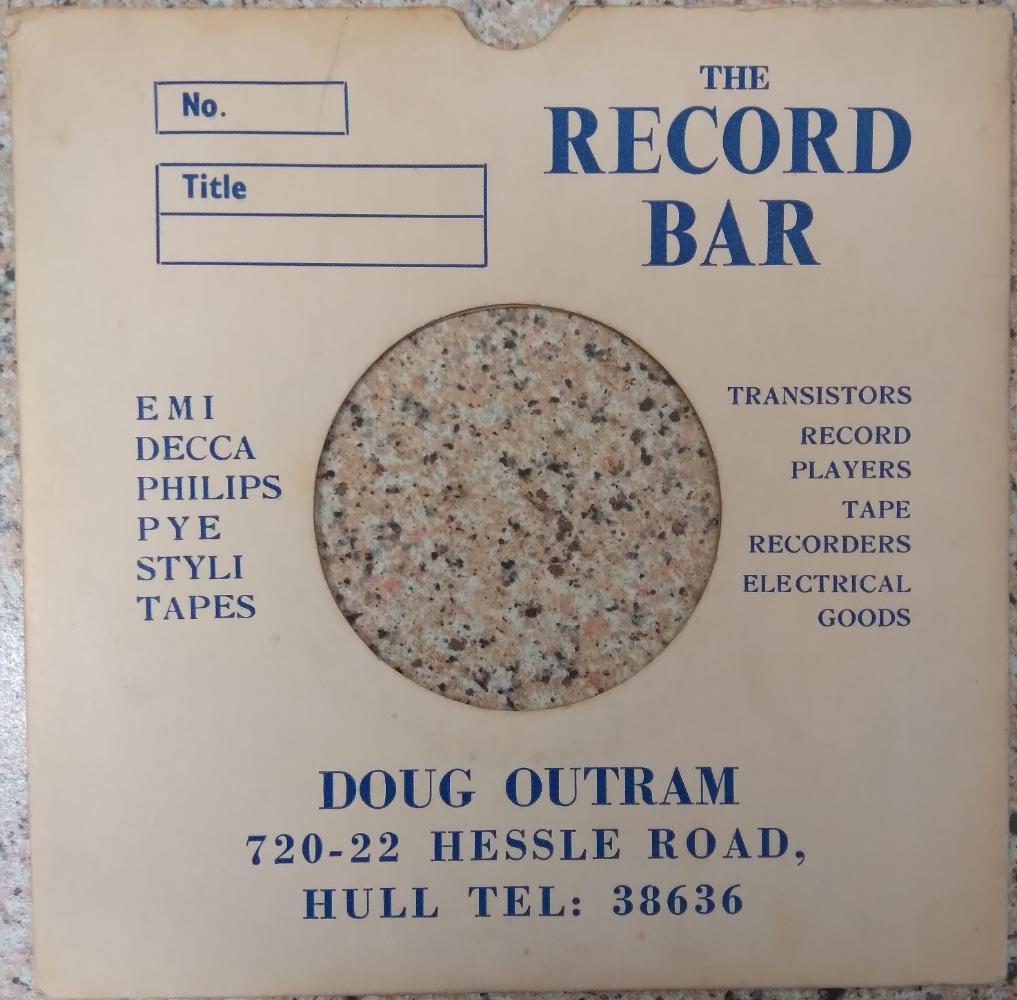 No.
Title
THE
RECORD
BAR
E M I
DECCA
PHILIPS
PYE
STYLI
TAPES
TRANSISTORS
RECORD
PLAYERS
TAPE
RECORDERS
ELECTRICAL
GOODS
DOUG OUTRAM
720-22 HESSLE ROAD,
HULL TEL: 38636